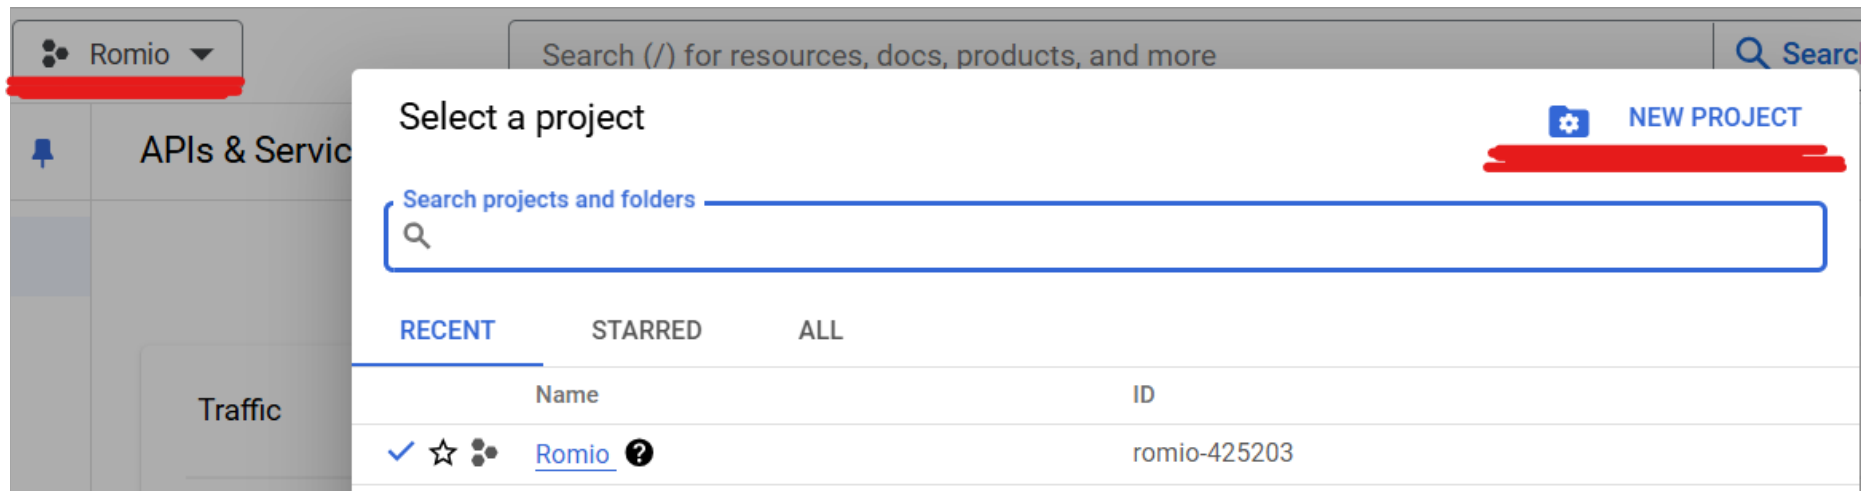 Romio
Search (/) for resources, docs, products, and more
Searc
Select a project
NEW PROJECT
APIs & Servic
Search projects and folders
RECENT STARRED ALL
Name ID
Traffic
Romio ? romio-425203